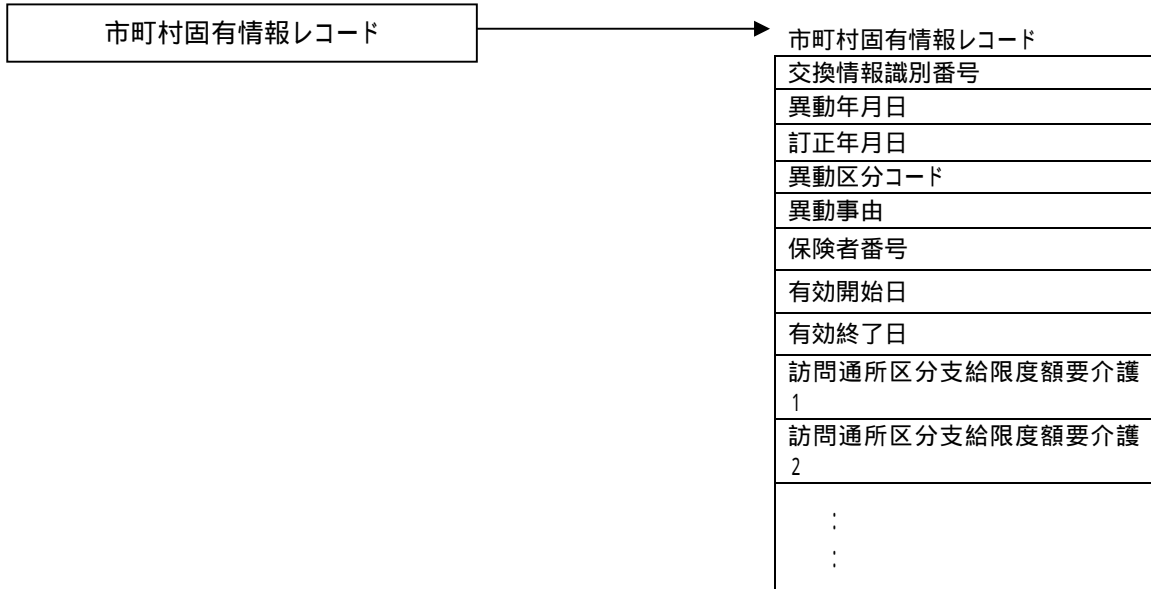 市町村固有情報レコード
市町村固有情報レコード
交換情報識別番号
異動年月日
訂正年月日
異動区分コード
異動事由
保険者番号
有効開始日
有効終了日
訪問通所区分支給限度額要介護
1
訪問通所区分支給限度額要介護
2
:
: